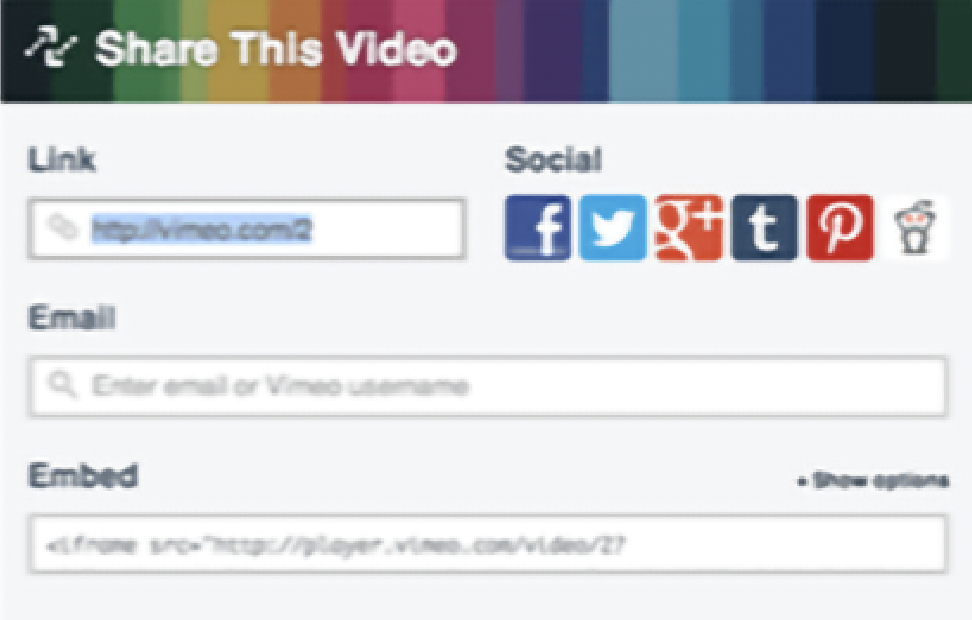 Share This Video
Link
Social
http://vimeo.com/2
f g+ t
Email
Enter email or Vimeo username
Embed
+ Show options
<iframe src="http://player.vimeo.com/video/27